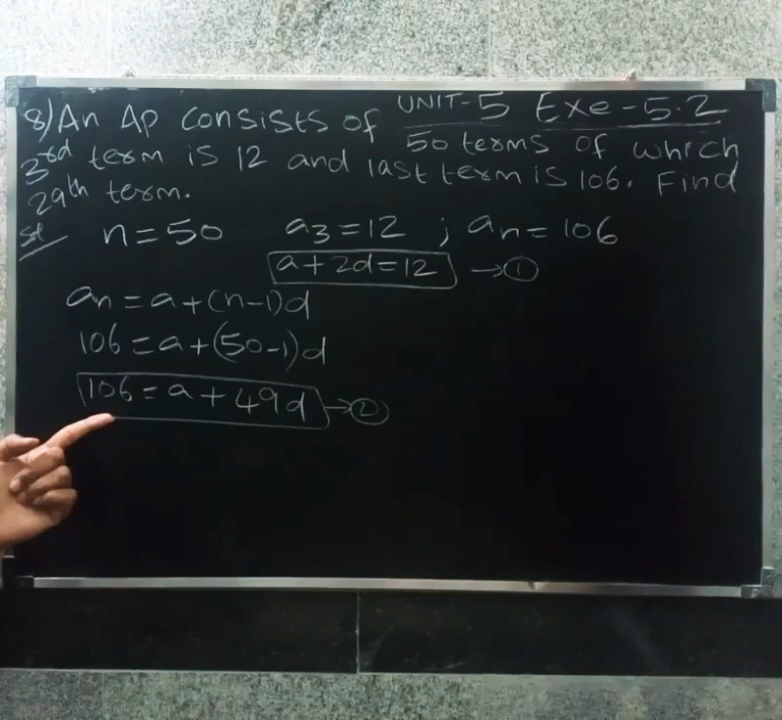 UNIT-5 Exe-5.2
8) An AP consists of 50 terms of which
3rd term is 12 and last term is 106. Find
29th term.
Sol n=50 a₃=12 ; aₙ=106
a+2d=12 →①
aₙ=a+(n-1)d
106=a+(50-1)d
106=a+49d →②